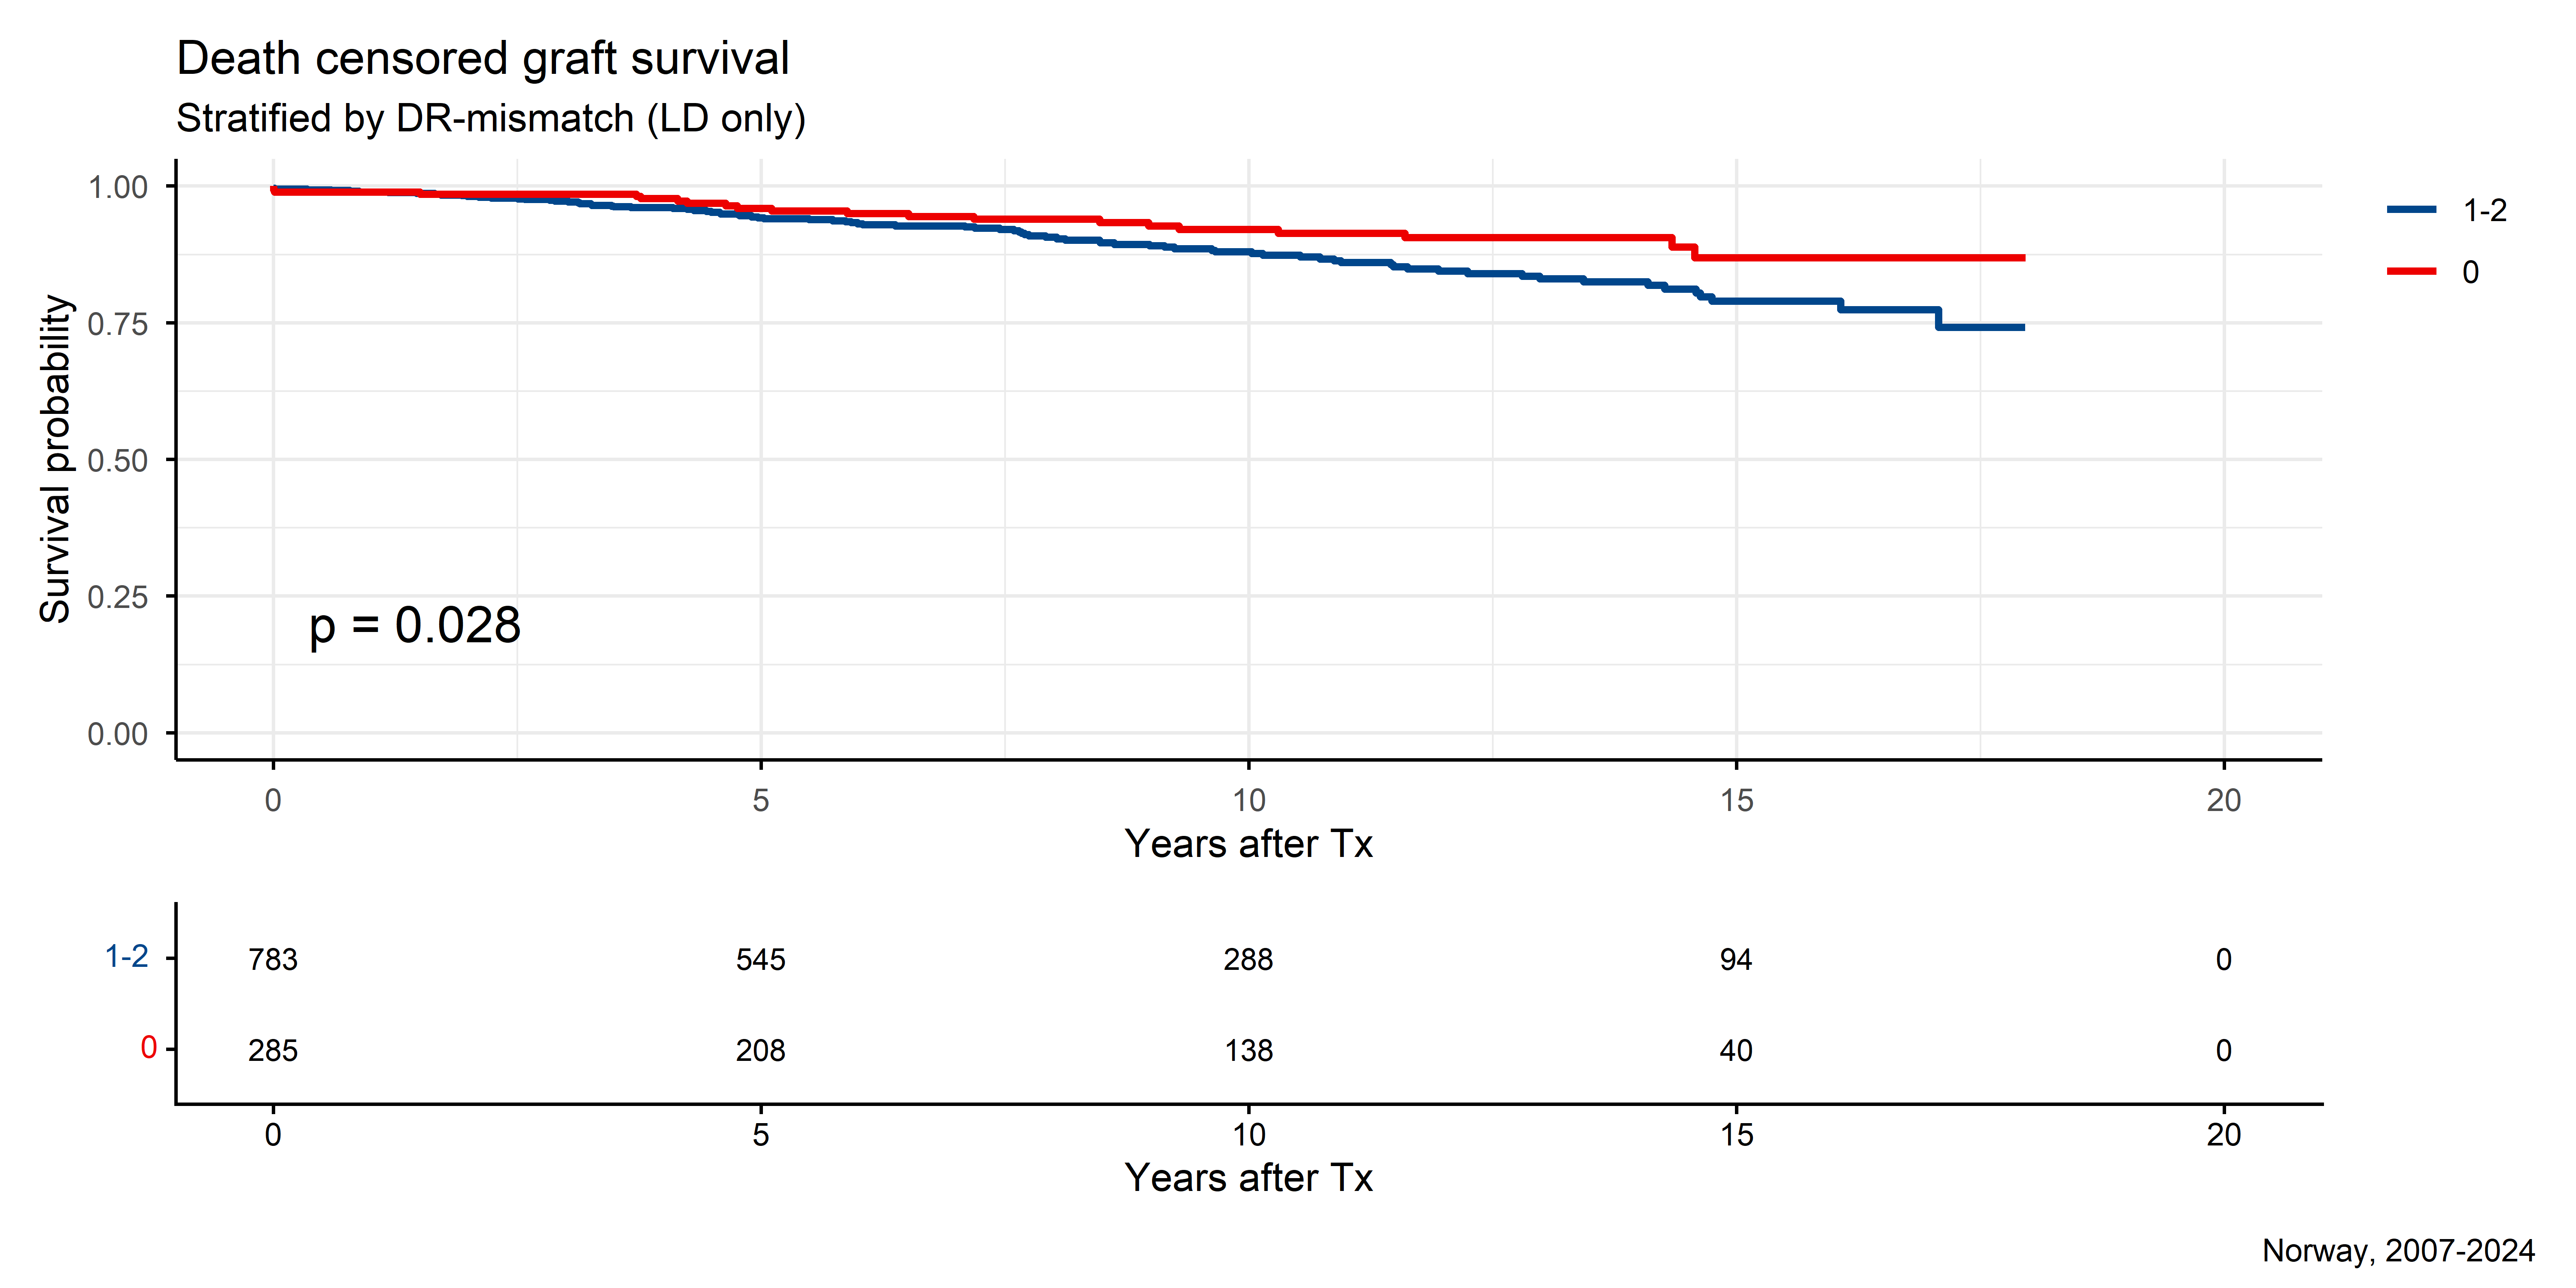 Death censored graft survival
Stratified by DR-mismatch (LD only)
Survival probability
1.00
0.75
0.50
0.25
0.00
p = 0.028
1-2
0
0 5 10 15 20
Years after Tx
1-2 783 545 288 94 0
0 285 208 138 40 0
0 5 10 15 20
Years after Tx
Norway, 2007-2024